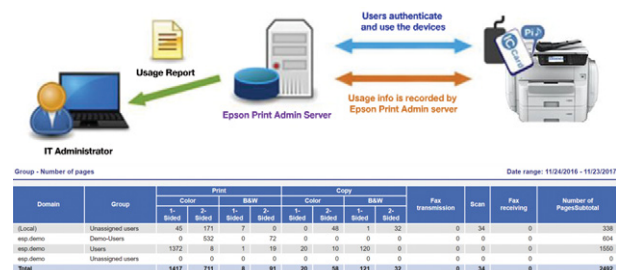 Users authenticate
and use the devices
Pi♪
IC
Card
Usage Report
Usage info is recorded by
Epson Print Admin server
Epson Print Admin Server
IT Administrator
Group - Number of pages Date range: 11/24/2016 - 11/23/2017
Print Copy
Domain Group Color B&W Color B&W Fax transmission Scan Fax receiving Number of PagesSubtotal
1-Sided 2-Sided 1-Sided 2-Sided 1-Sided 2-Sided 1-Sided 2-Sided
(Local) Unassigned users 45 171 7 0 0 48 1 32 0 34 0 338
esp.demo Demo-Users 0 532 0 72 0 0 0 0 0 0 0 604
esp.demo Users 1372 8 1 19 20 10 120 0 0 0 0 1550
esp.demo Unassigned users 0 0 0 0 0 0 0 0 0 0 0 0
Total 1417 711 8 91 20 58 121 32 0 34 0 2492